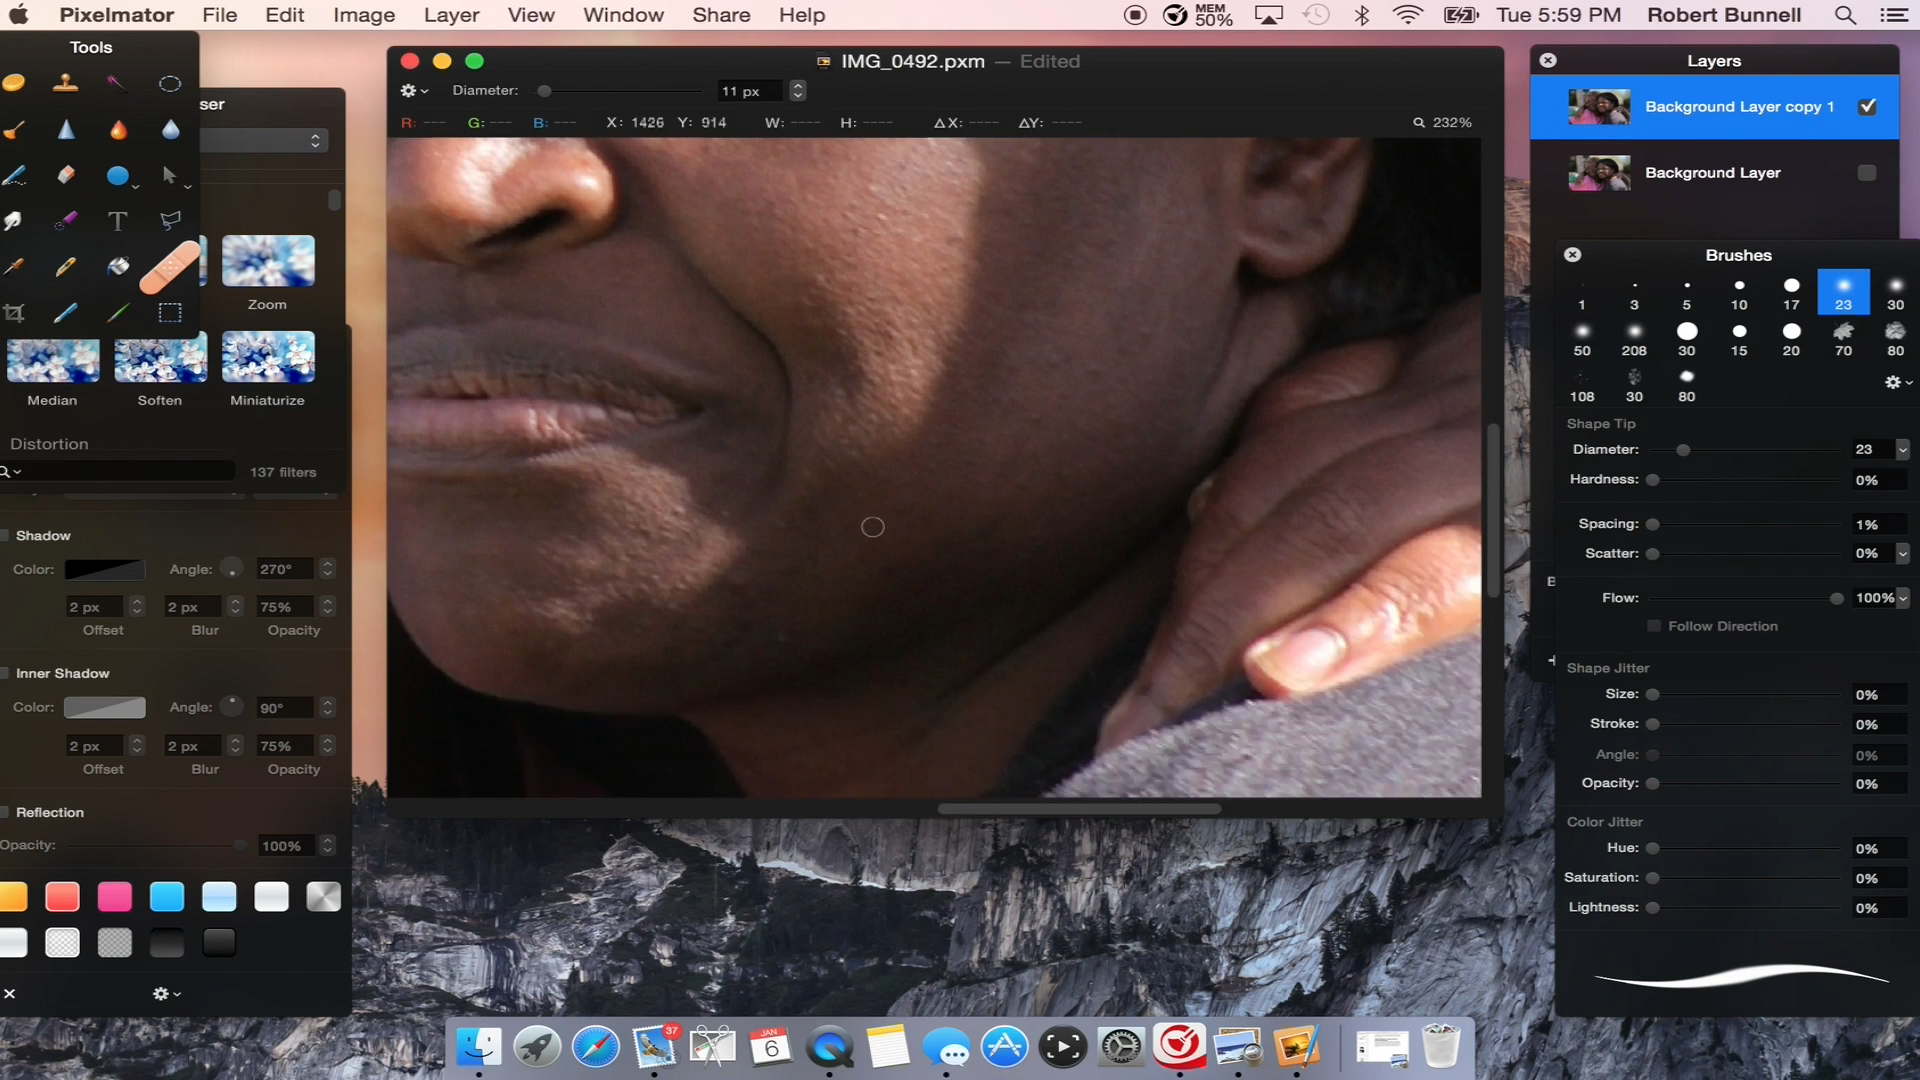 Pixelmator File Edit Image Layer View Window Share Help MEM 50% Tue 5:59 PM Robert Bunnell
Tools
ser
Zoom
Median Soften Miniaturize
Distortion
137 filters
Shadow
Color: Angle: 270°
2 px 2 px 75%
Offset Blur Opacity
Inner Shadow
Color: Angle: 90°
2 px 2 px 75%
Offset Blur Opacity
Reflection
Opacity: 100%
IMG_0492.pxm — Edited
Diameter: 11 px
R: --- G: --- B: --- X: 1426 Y: 914 W: ---- H: ---- ΔX: ---- ΔY: ---- 232%
Layers
Background Layer copy 1
Background Layer
Brushes
1 3 5 10 17 23 30
50 208 30 15 20 70 80
108 30 80
Shape Tip
Diameter: 23
Hardness: 0%
Spacing: 1%
Scatter: 0%
Flow: 100%
Follow Direction
Shape Jitter
Size: 0%
Stroke: 0%
Angle: 0%
Opacity: 0%
Color Jitter
Hue: 0%
Saturation: 0%
Lightness: 0%
37
JAN
6